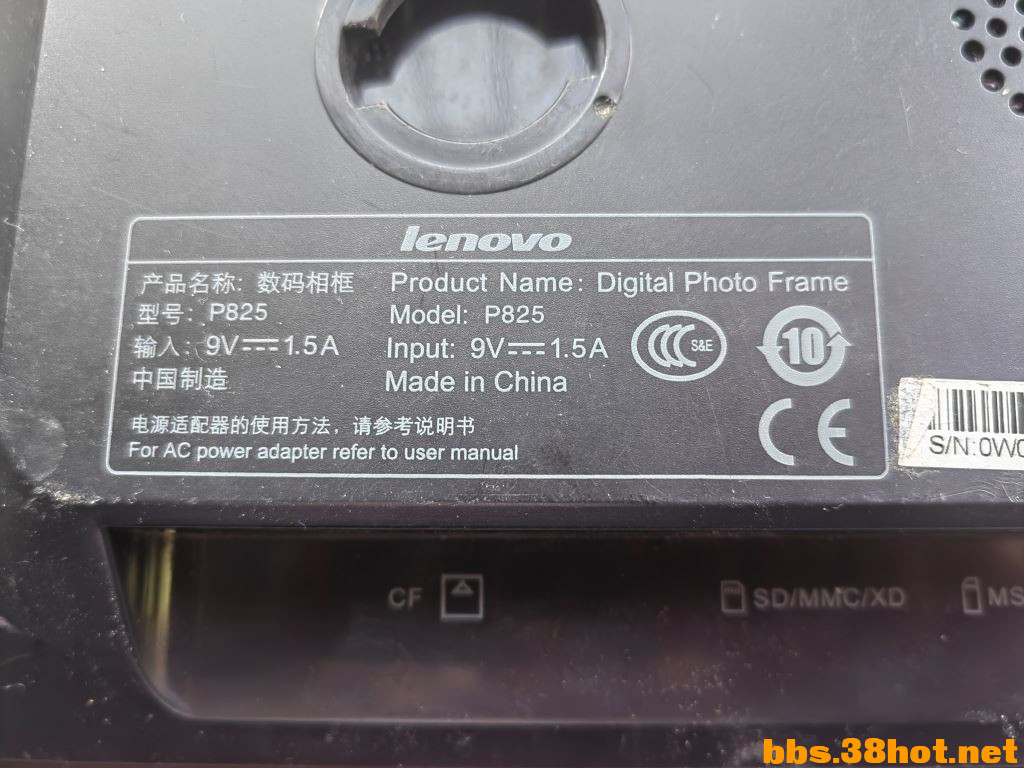 lenovo
产品名称: 数码相框 Product Name: Digital Photo Frame
型号: P825 Model: P825
输入: 9V⎓1.5A Input: 9V⎓1.5A
中国制造 Made in China
CCC S&E
10
CE
电源适配器的使用方法，请参考说明书
For AC power adapter refer to user manual
S/N:0W
CF
SD/MMC/XD
MS
bbs.38hot.net